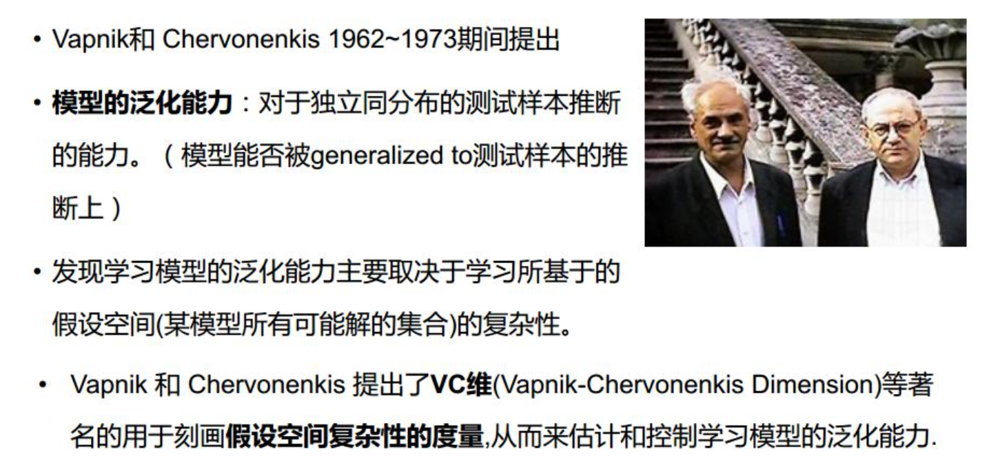 • Vapnik和 Chervonenkis 1962~1973期间提出
• 模型的泛化能力：对于独立同分布的测试样本推断
的能力。（模型能否被generalized to测试样本的推
断上）
• 发现学习模型的泛化能力主要取决于学习所基于的
假设空间(某模型所有可能解的集合)的复杂性。
• Vapnik 和 Chervonenkis 提出了VC维(Vapnik-Chervonenkis Dimension)等著
名的用于刻画假设空间复杂性的度量,从而来估计和控制学习模型的泛化能力.